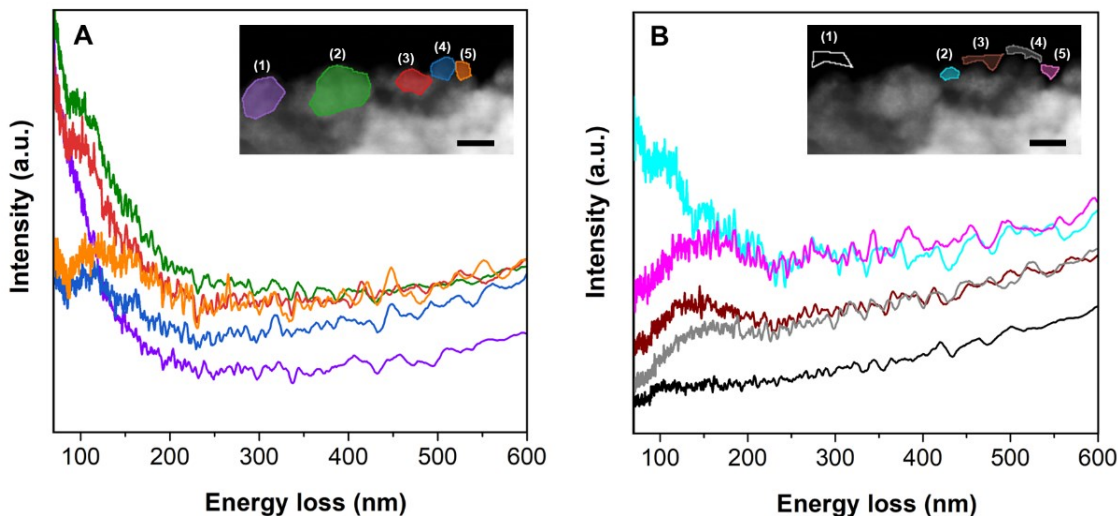 A
(1)
(2)
(3)
(4)
(5)
Intensity (a.u.)
100 200 300 400 500 600
Energy loss (nm)
B
(1)
(2)
(3)
(4)
(5)
Intensity (a.u.)
100 200 300 400 500 600
Energy loss (nm)